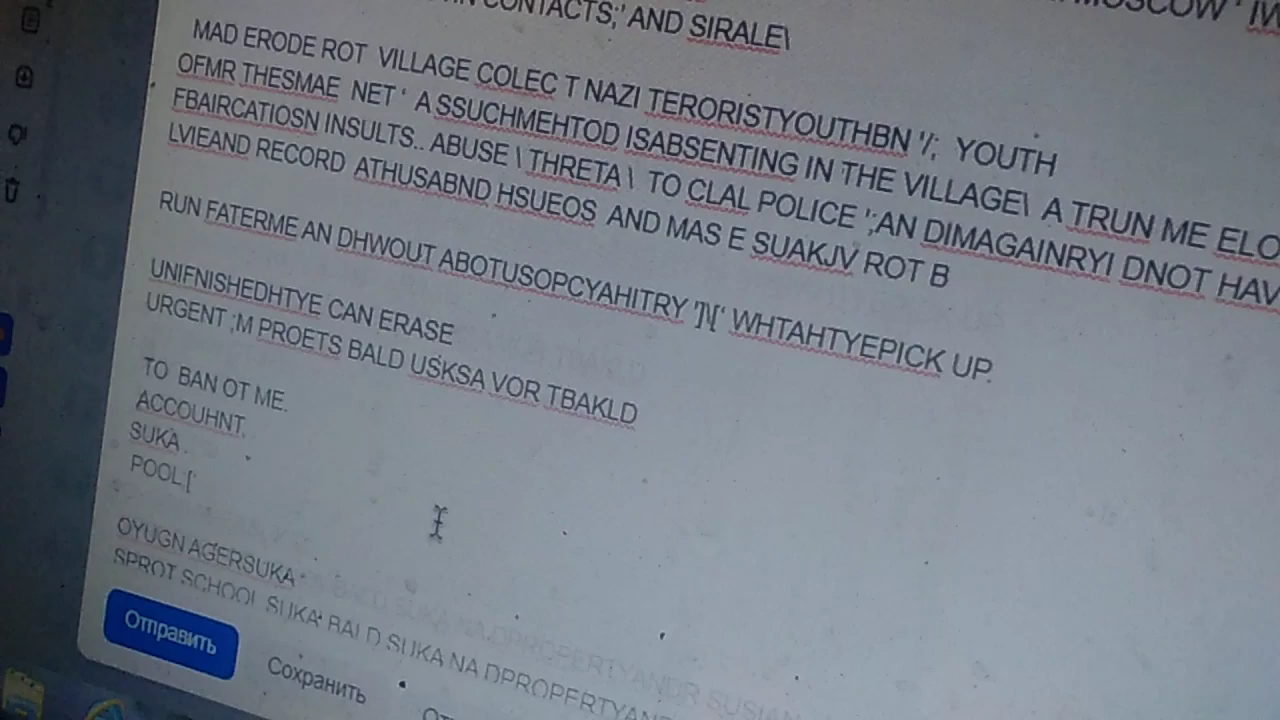 CONTACTS;' AND SIRALE\
MOSCOW '
MAD ERODE ROT VILLAGE COLEC T NAZI TERORISTYOUTHBN '/; YOUTH
OFMR THESMAE NET ' A SSUCHMEHTOD ISABSENTING IN THE VILLAGE\ A TRUN ME ELO
FBAIRCATIOSN INSULTS.. ABUSE \ THRETA \ TO CLAL POLICE ';AN DIMAGAINRYI DNOT HAV
LVIEAND RECORD ATHUSABND HSUEOS AND MAS E SUAKJV ROT B
RUN FATERME AN DHWOUT ABOTUSOPCYAHITRY ']\[' WHTAHTYEPICK UP.
UNIFNISHEDHTYE CAN ERASE
URGENT ;M PROETS BALD USKSA VOR TBAKLD
TO BAN OT ME.
ACCOUHNT.
SUKA .
POOL;['
OYUGN AGERSUKA '
SPROT SCHOOL SUKA' BALD SUKA NA DPROPERTYAND
Отправить
Сохранить